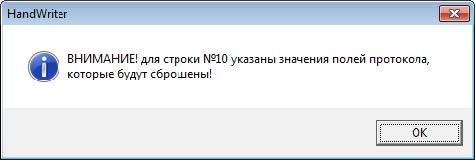 HandWriter
ВНИМАНИЕ! для строки №10 указаны значения полей протокола,
которые будут сброшены!
OK